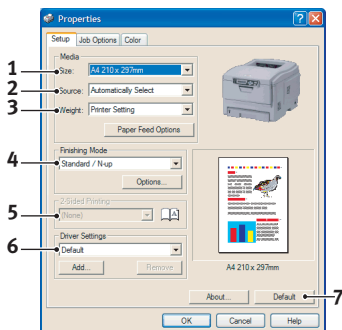 Properties
Setup Job Options Color
Media
1 Size: A4 210 x 297mm
2 Source: Automatically Select
3 Weight: Printer Setting
Paper Feed Options
4 Finishing Mode
Standard / N-up
Options...
5 2-Sided Printing
(None)
A
6 Driver Settings
Default
Add... Remove
A4 210 x 297mm
About... Default 7
OK Cancel Help